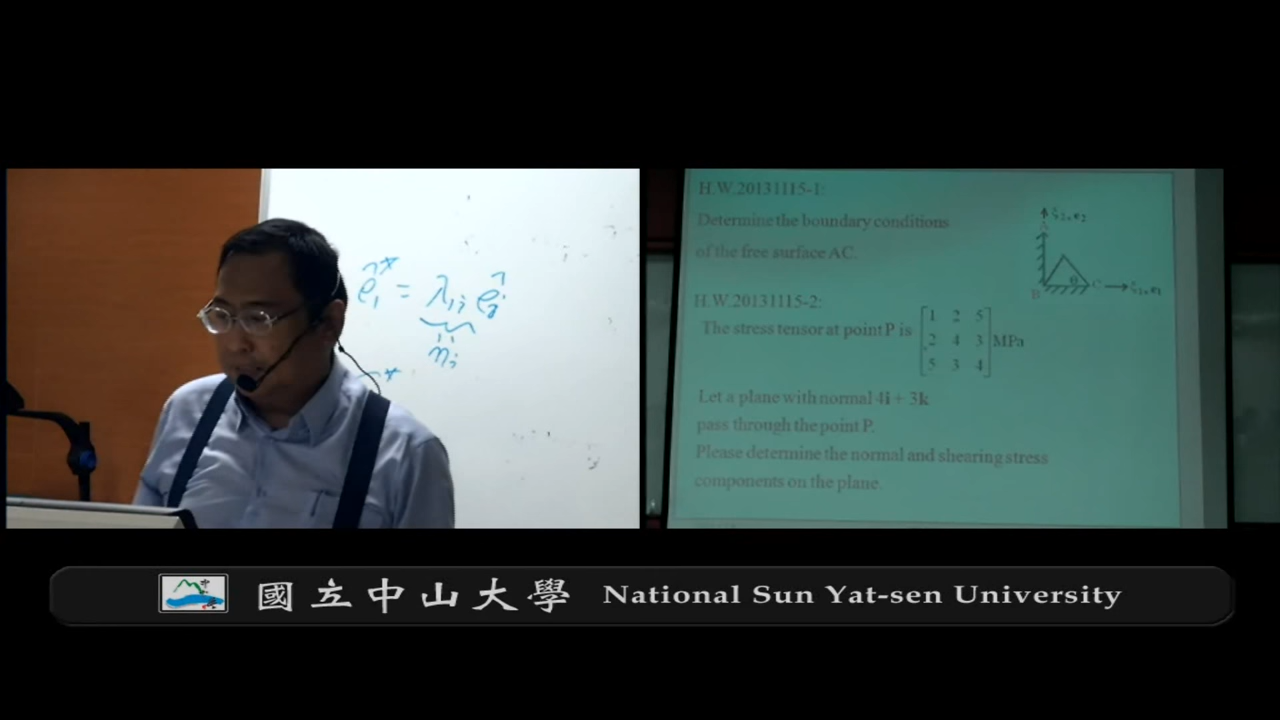 ê₁* = λ₁ⱼ êⱼ
nⱼ
H.W.20131115-1:
Determine the boundary conditions
of the free surface AC.
B
θ
C
H.W.20131115-2:
The stress tensor at point P is [1 2 5
2 4 3
5 3 4] MPa
Let a plane with normal 4i + 3k
pass through the point P.
Please determine the normal and shearing stress
components on the plane.
國立中山大學 National Sun Yat-sen University